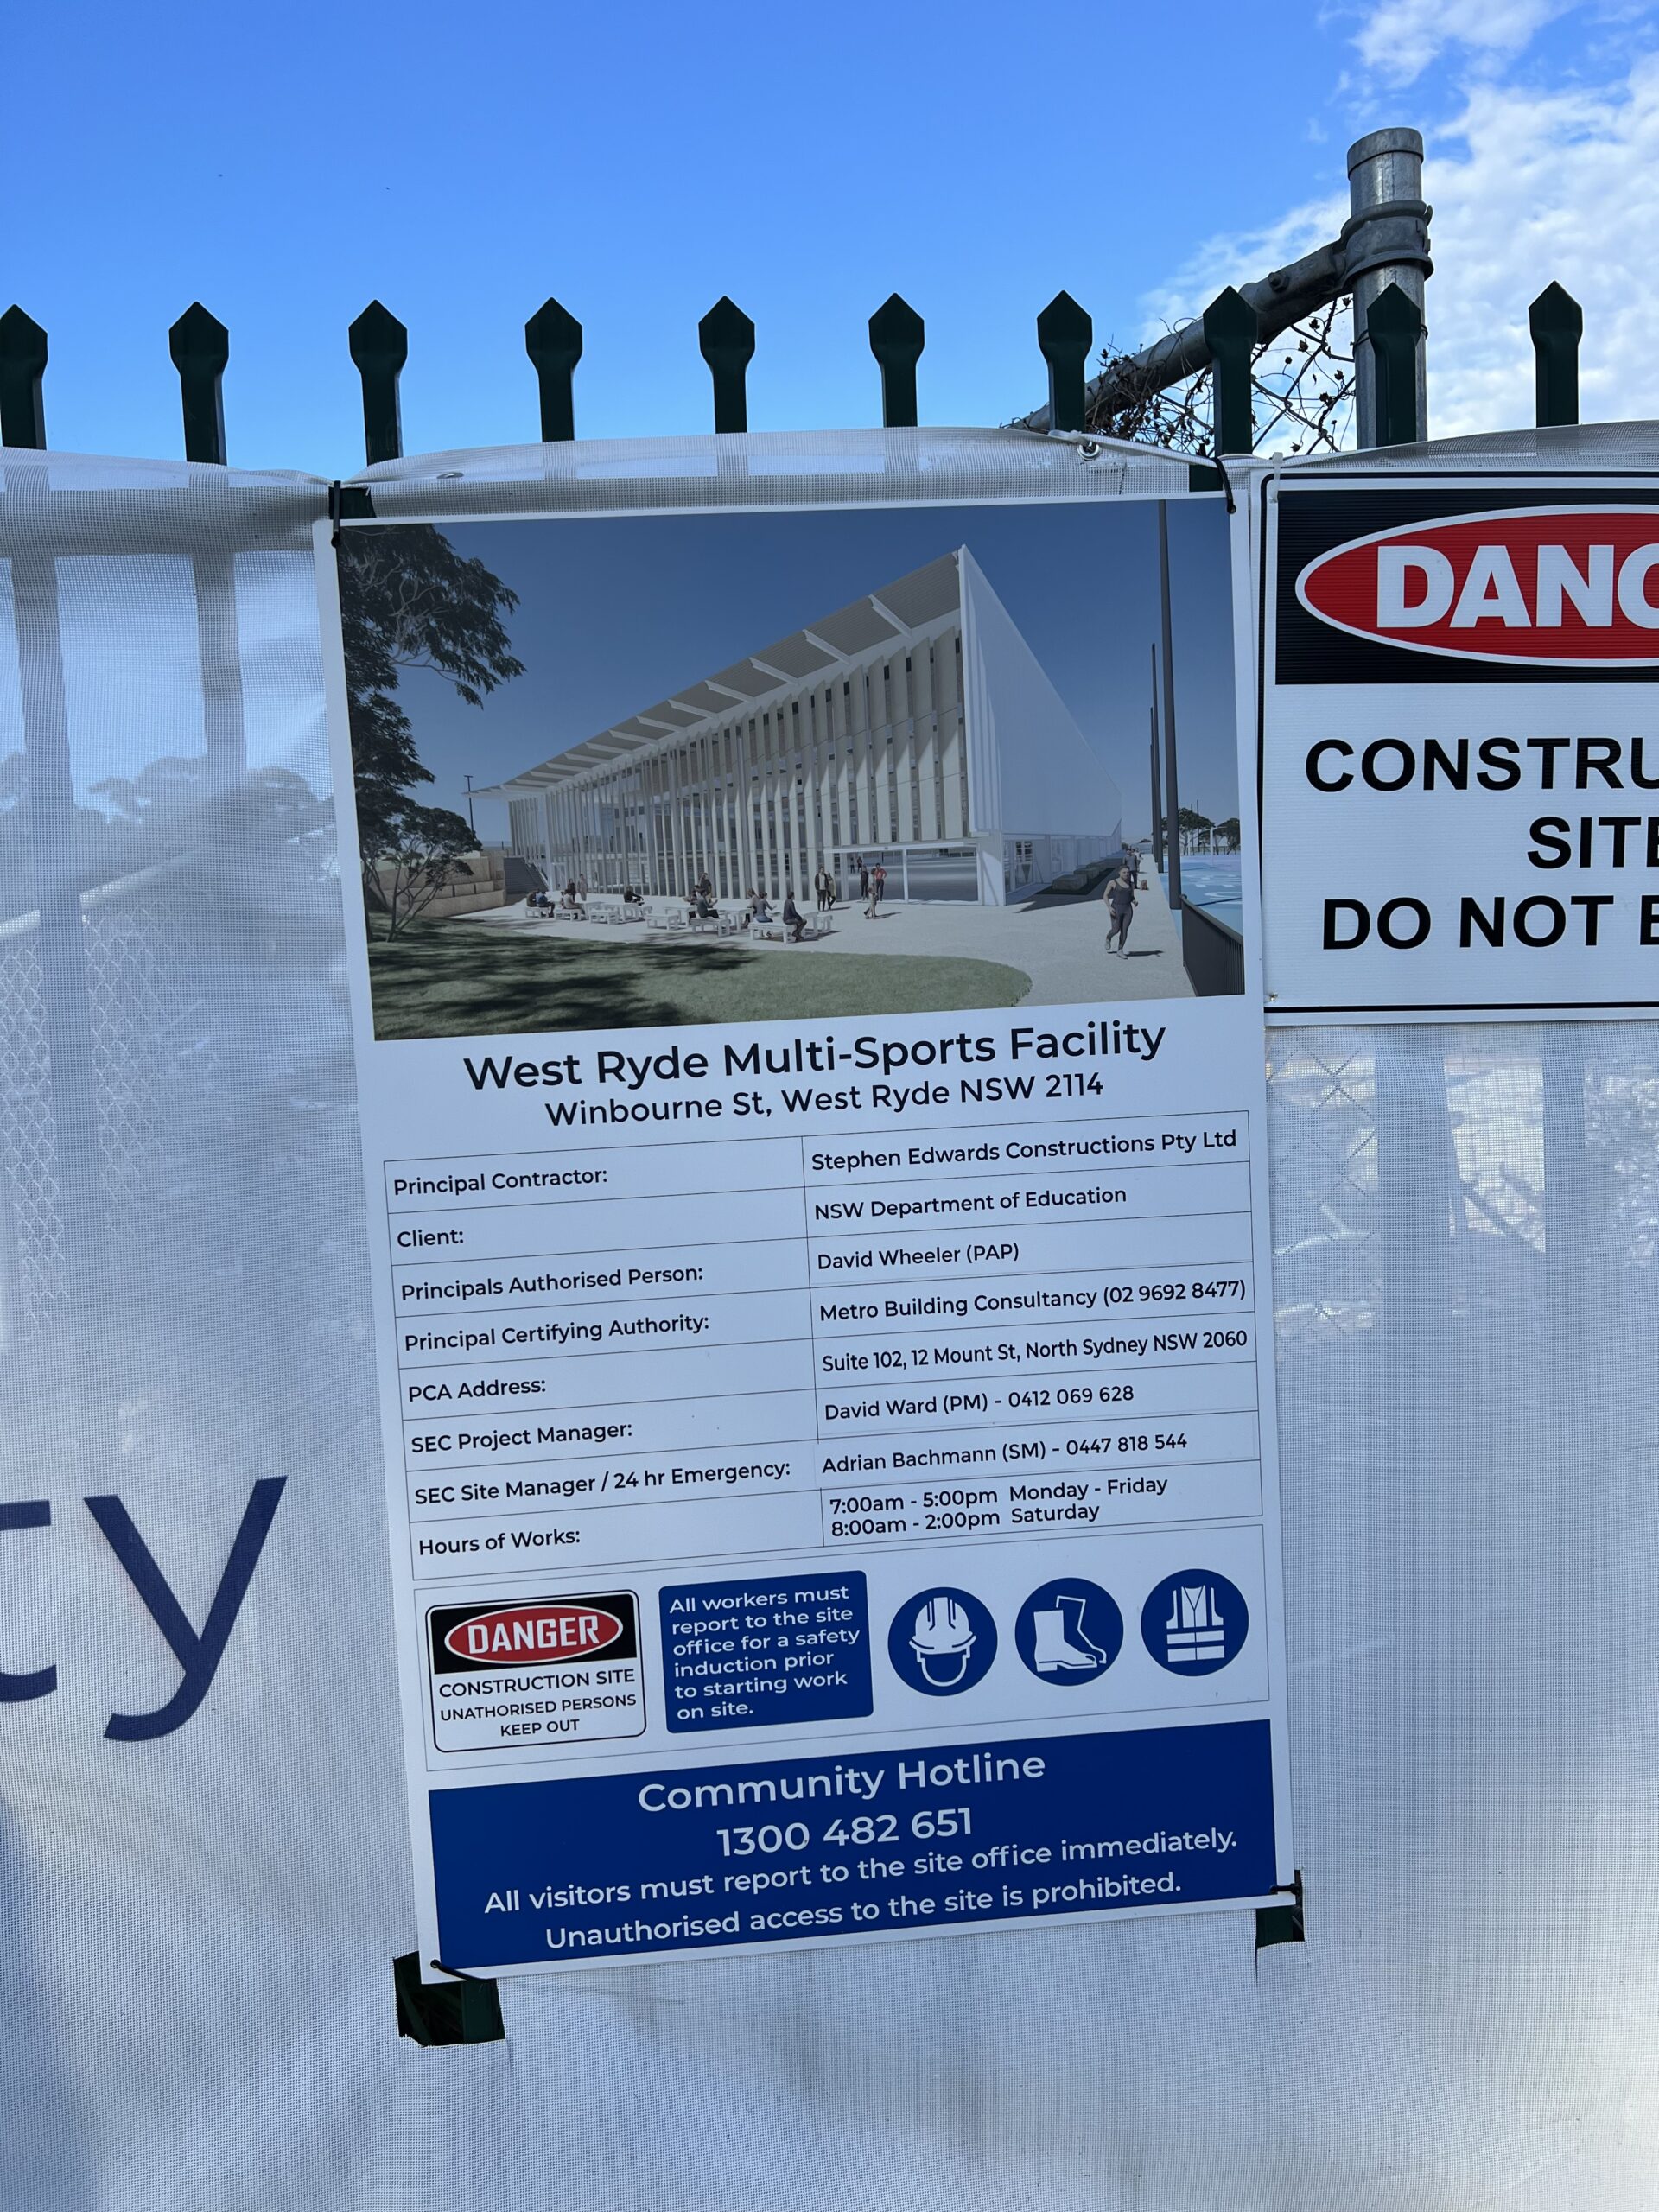 West Ryde Multi-Sports Facility
Winbourne St, West Ryde NSW 2114
Principal Contractor: Stephen Edwards Constructions Pty Ltd
Client: NSW Department of Education
Principals Authorised Person: David Wheeler (PAP)
Principal Certifying Authority: Metro Building Consultancy (02 9692 8477)
PCA Address: Suite 102, 12 Mount St, North Sydney NSW 2060
SEC Project Manager: David Ward (PM) - 0412 069 628
SEC Site Manager / 24 hr Emergency: Adrian Bachmann (SM) - 0447 818 544
Hours of Works: 7:00am - 5:00pm Monday - Friday
8:00am - 2:00pm Saturday
DANGER
CONSTRUCTION SITE
UNATHORISED PERSONS
KEEP OUT
All workers must
report to the site
office for a safety
induction prior
to starting work
on site.
Community Hotline
1300 482 651
All visitors must report to the site office immediately.
Unauthorised access to the site is prohibited.
DANG
CONSTRU
SITE
DO NOT E
ty